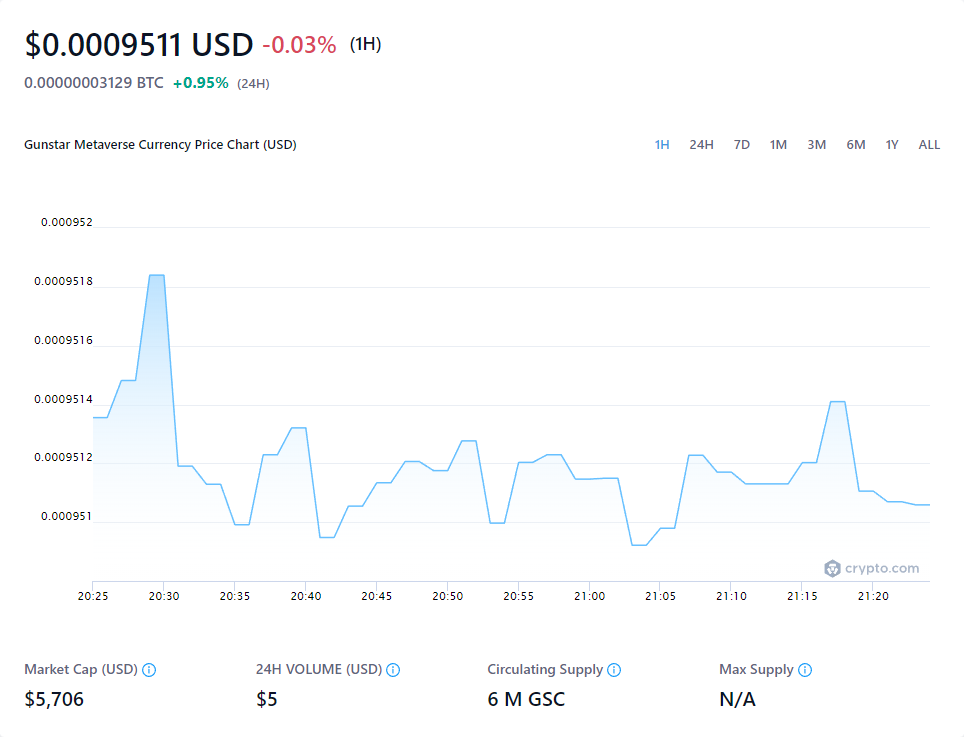 $0.0009511 USD -0.03% (1H)
0.00000003129 BTC +0.95% (24H)
Gunstar Metaverse Currency Price Chart (USD)
1H 24H 7D 1M 3M 6M 1Y ALL
0.000952
0.0009518
0.0009516
0.0009514
0.0009512
0.000951
crypto.com
20:25 20:30 20:35 20:40 20:45 20:50 20:55 21:00 21:05 21:10 21:15 21:20
Market Cap (USD) 24H VOLUME (USD) Circulating Supply Max Supply
$5,706 $5 6 M GSC N/A